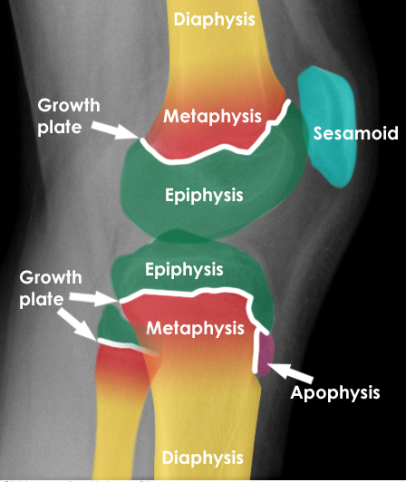 Diaphysis
Growth
plate
Metaphysis
Sesamoid
Epiphysis
Epiphysis
Growth
plate
Metaphysis
Apophysis
Diaphysis